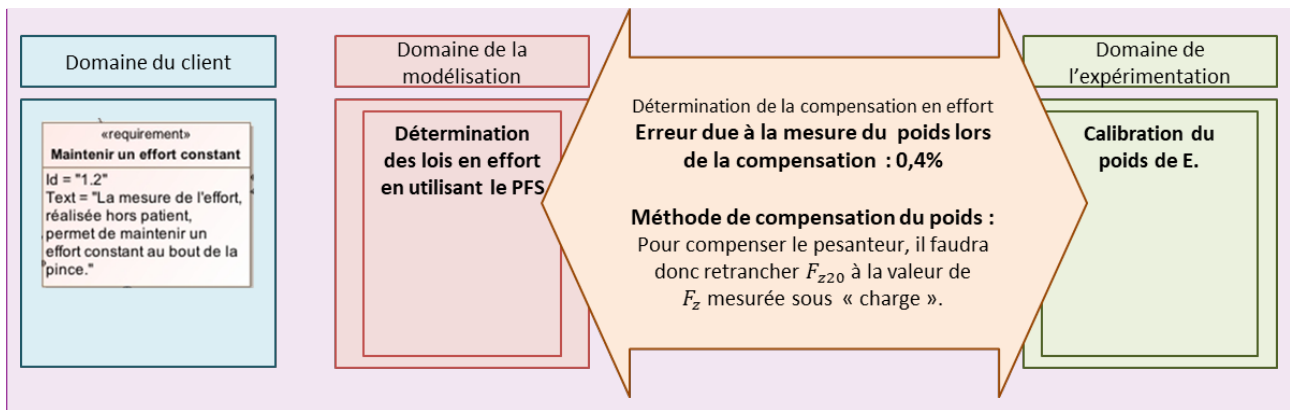 Domaine du client
«requirement»
Maintenir un effort constant
Id = "1.2"
Text = "La mesure de l'effort,
réalisée hors patient,
permet de maintenir un
effort constant au bout de la
pince."
Domaine de la
modélisation
Détermination
des lois en effort
en utilisant le PFS
Détermination de la compensation en effort
Erreur due à la mesure du poids lors
de la compensation : 0,4%
Méthode de compensation du poids :
Pour compenser le pesanteur, il faudra
donc retrancher F_{z20} à la valeur de
F_z mesurée sous « charge ».
Domaine de
l'expérimentation
Calibration du
poids de E.